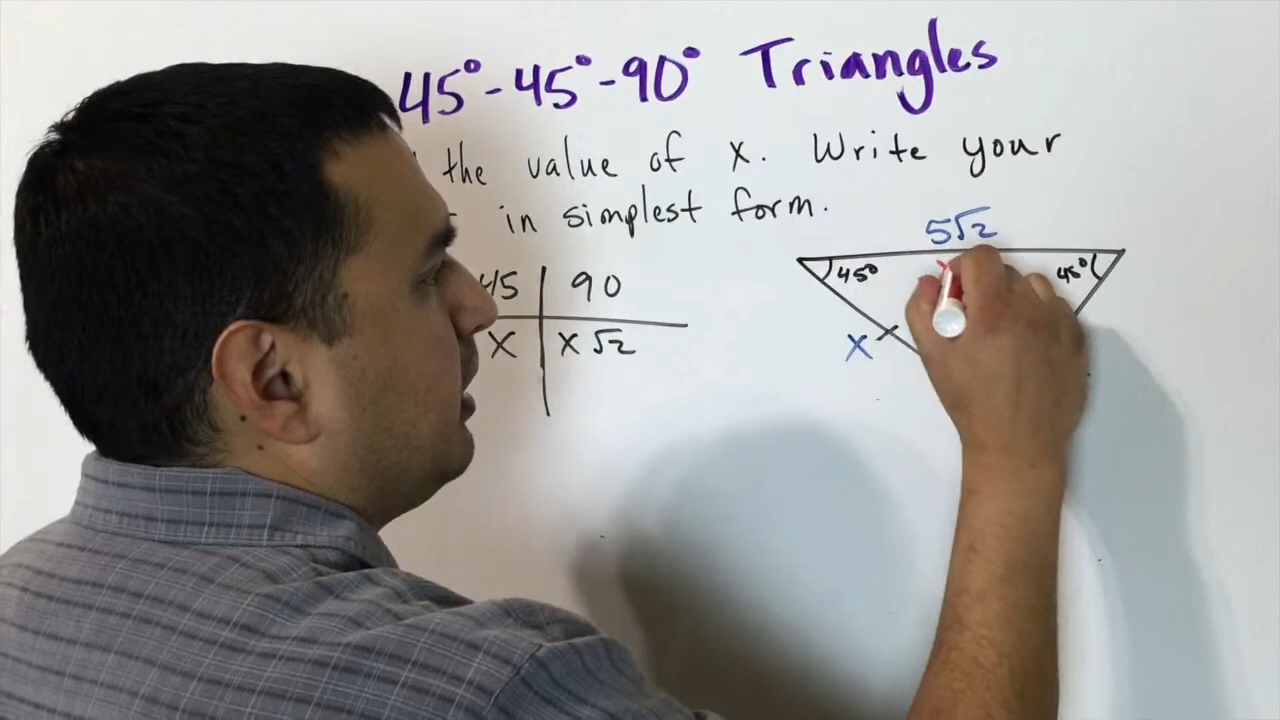 45°-45°-90° Triangles
the value of x. Write your
in simplest form.
45 90
x x√2
5√2
45° 45°
x